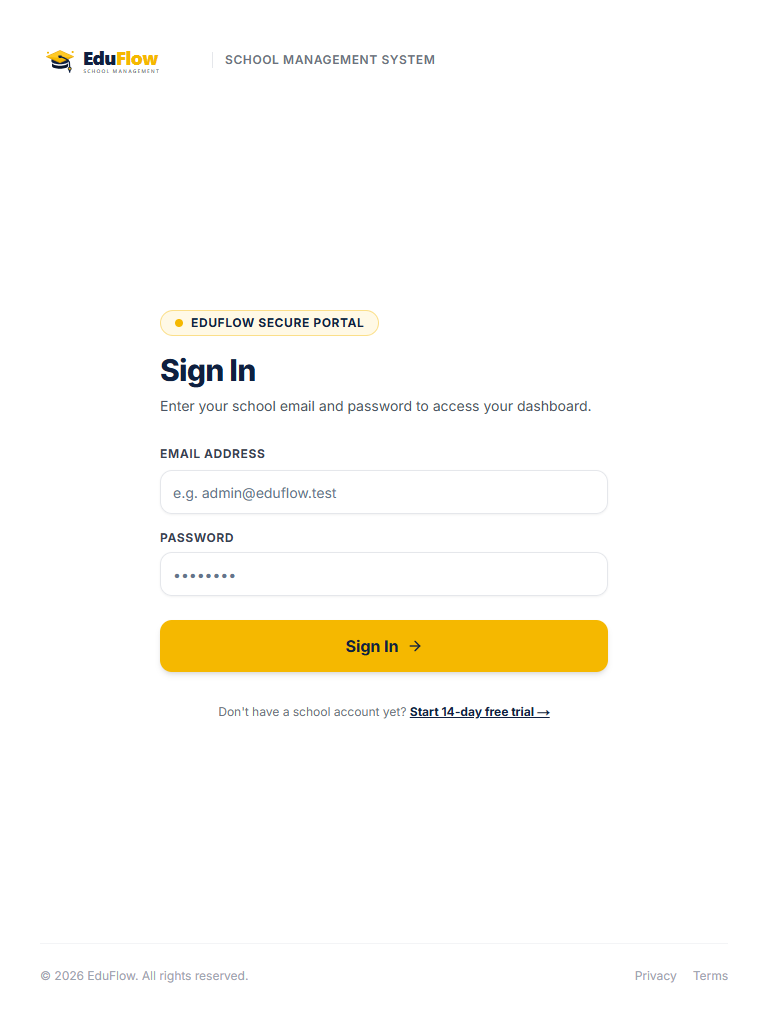 EduFlow
SCHOOL MANAGEMENT
SCHOOL MANAGEMENT SYSTEM
EDUFLOW SECURE PORTAL
Sign In
Enter your school email and password to access your dashboard.
EMAIL ADDRESS
e.g. admin@eduflow.test
PASSWORD
••••••••
Sign In →
Don't have a school account yet? Start 14-day free trial →
© 2026 EduFlow. All rights reserved.
Privacy Terms